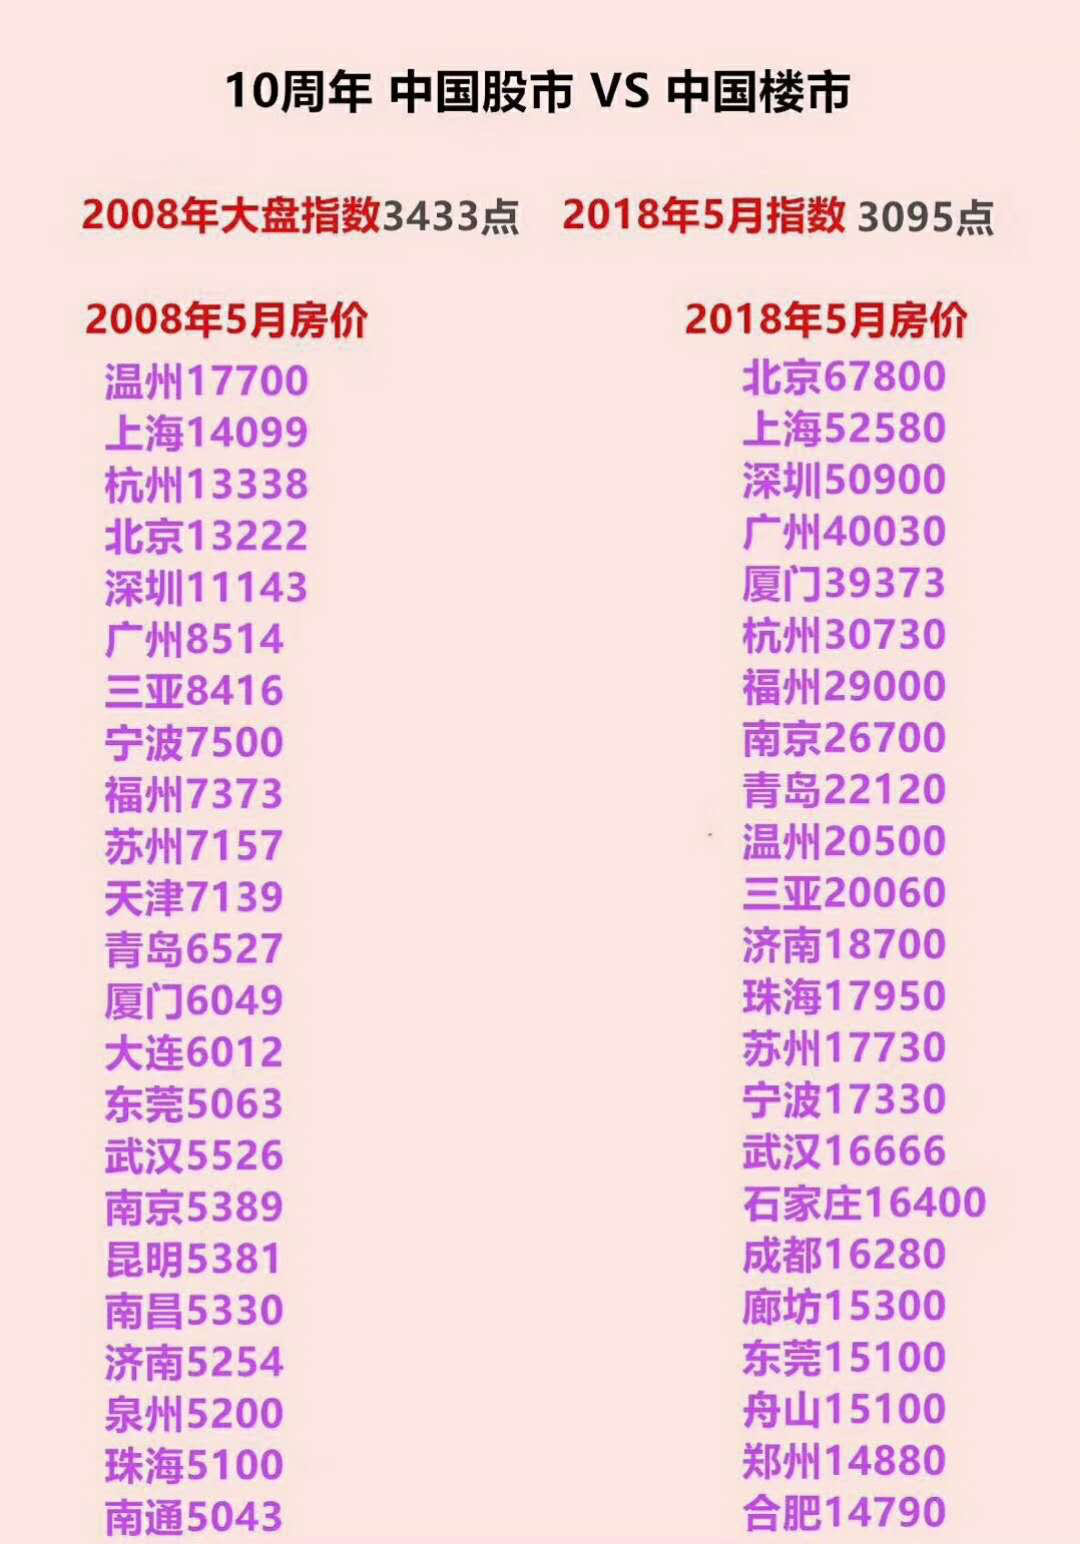 10周年 中国股市 VS 中国楼市
2008年大盘指数3433点 2018年5月指数 3095点
2008年5月房价
温州17700
上海14099
杭州13338
北京13222
深圳11143
广州8514
三亚8416
宁波7500
福州7373
苏州7157
天津7139
青岛6527
厦门6049
大连6012
东莞5063
武汉5526
南京5389
昆明5381
南昌5330
济南5254
泉州5200
珠海5100
南通5043
2018年5月房价
北京67800
上海52580
深圳50900
广州40030
厦门39373
杭州30730
福州29000
南京26700
青岛22120
温州20500
三亚20060
济南18700
珠海17950
苏州17730
宁波17330
武汉16666
石家庄16400
成都16280
廊坊15300
东莞15100
舟山15100
郑州14880
合肥14790